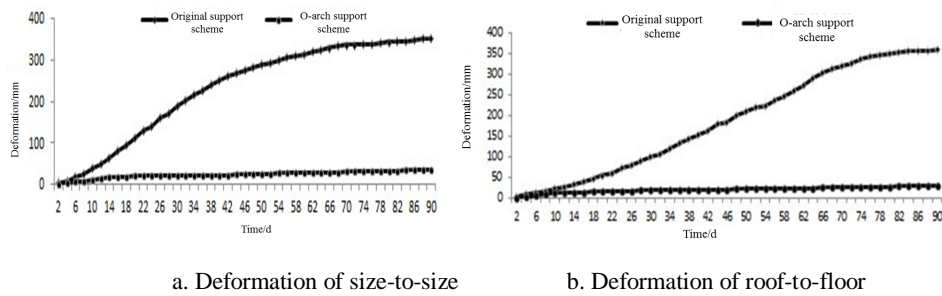 Original support scheme
O-arch support scheme
400
300
200
100
0
Deformation/mm
2 6 10 14 18 22 26 30 34 38 42 46 50 54 58 62 66 70 74 78 82 86 90
Time/d
a. Deformation of size-to-size
Original support scheme
O-arch support scheme
400
350
300
250
200
150
100
50
0
Deformation/mm
2 6 10 14 18 22 26 30 34 38 42 46 50 54 58 62 66 70 74 78 82 86 90
Time/d
b. Deformation of roof-to-floor